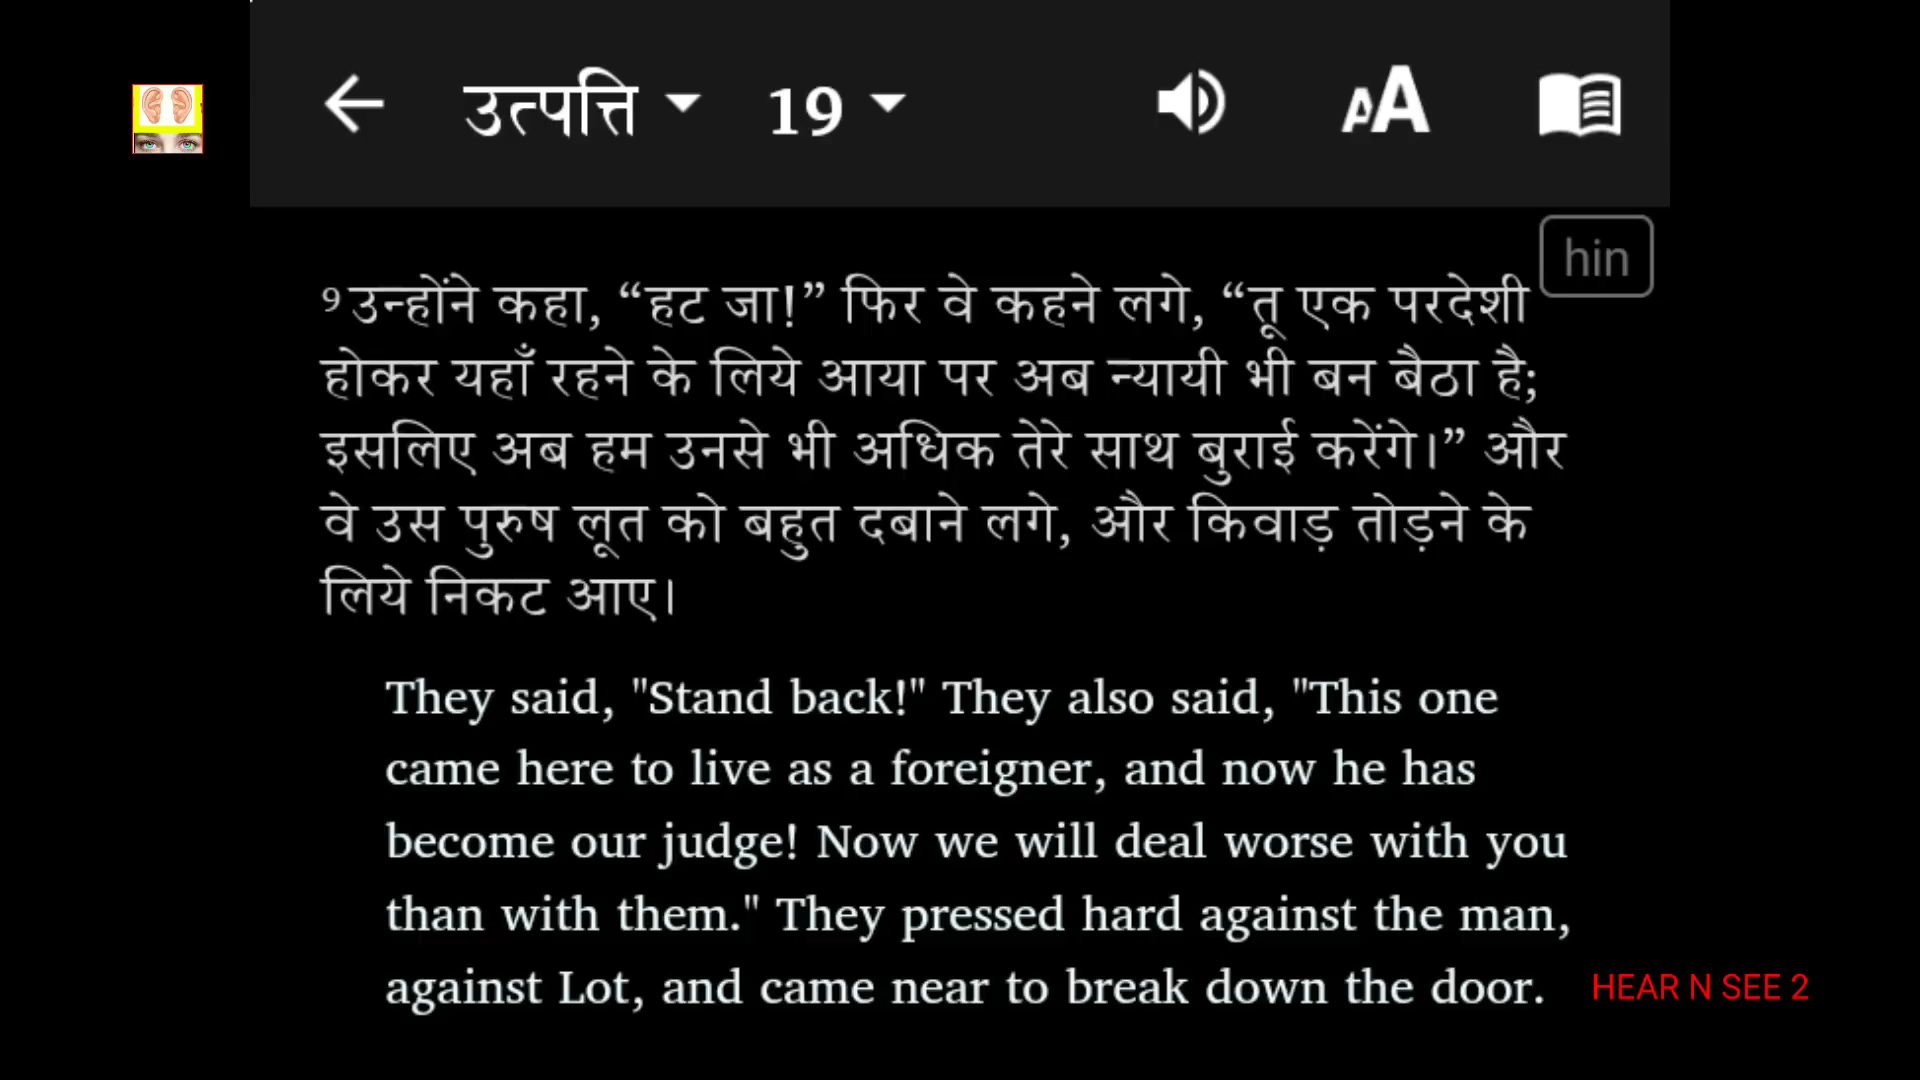 उत्पत्ति 19
hin
9 उन्होंने कहा, “हट जा!” फिर वे कहने लगे, “तू एक परदेशी
होकर यहाँ रहने के लिये आया पर अब न्यायी भी बन बैठा है;
इसलिए अब हम उनसे भी अधिक तेरे साथ बुराई करेंगे।” और
वे उस पुरुष लूत को बहुत दबाने लगे, और किवाड़ तोड़ने के
लिये निकट आए।
They said, "Stand back!" They also said, "This one
came here to live as a foreigner, and now he has
become our judge! Now we will deal worse with you
than with them." They pressed hard against the man,
against Lot, and came near to break down the door.
HEAR N SEE 2